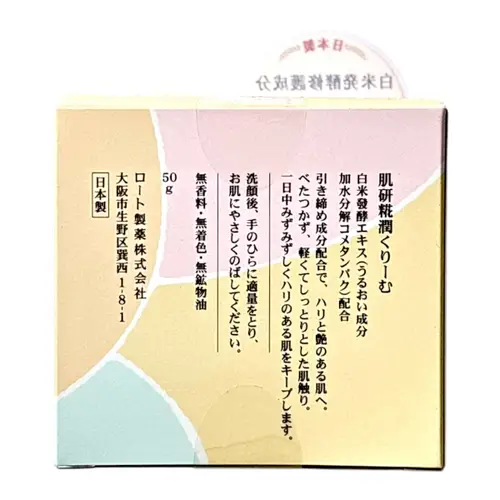 日本製
白米発酵修護成分
肌研糀潤くりーむ
白米發酵エキス(うるおい成分
加水分解コメタンパク)配合
引き締め成分配合で、ハリと艶のある肌へ。
べたつかず、軽くてしっとりとした肌触り。
一日中みずみずしくハリのある肌をキープします。
洗顔後、手のひらに適量をとり、
お肌にやさしくのばしてください。
無香料・無着色・無鉱物油
50g
ロート製薬株式会社
大阪市生野区巽西1-8-1
日本製